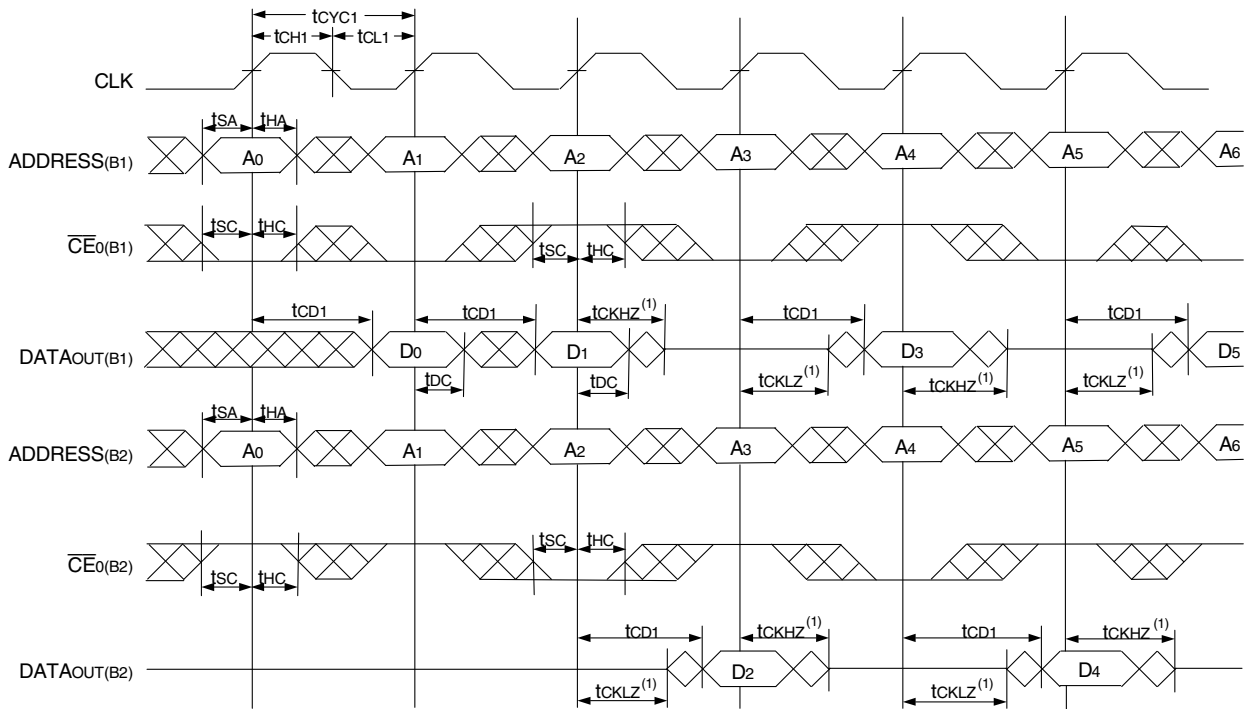 tCYC1
tCH1 tCL1
CLK
tSA tHA
ADDRESS(B1) A0 A1 A2 A3 A4 A5 A6
tSC tHC
CE0(B1)
tSC tHC
tCD1 tCD1 tCKHZ(1) tCD1 tCD1
DATAOUT(B1) D0 D1 D3 D5
tDC tDC tCKLZ(1) tCKHZ(1) tCKLZ(1)
tSA tHA
ADDRESS(B2) A0 A1 A2 A3 A4 A5 A6
tSC tHC
CE0(B2)
tSC tHC
tCD1 tCKHZ(1) tCD1 tCKHZ(1)
DATAOUT(B2) D2 D4
tCKLZ(1) tCKLZ(1)